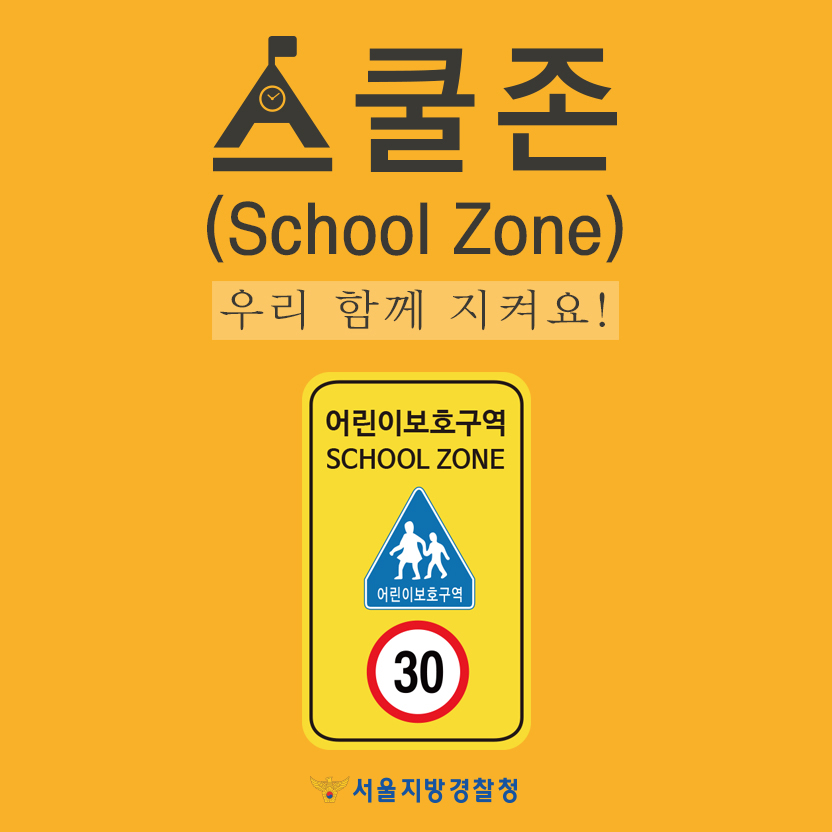 스쿨존
(School Zone)
우리 함께 지켜요!
어린이보호구역
SCHOOL ZONE
어린이보호구역
30
서울지방경찰청